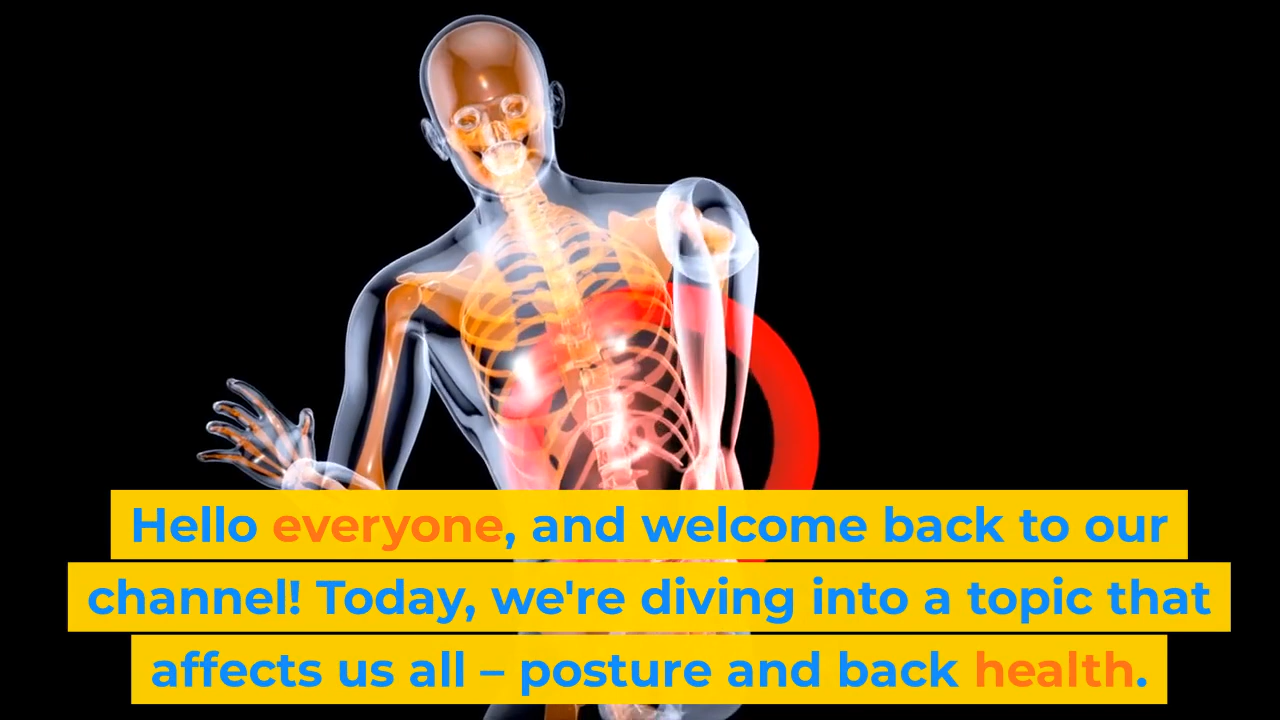 Hello everyone, and welcome back to our
channel! Today, we're diving into a topic that
affects us all – posture and back health.